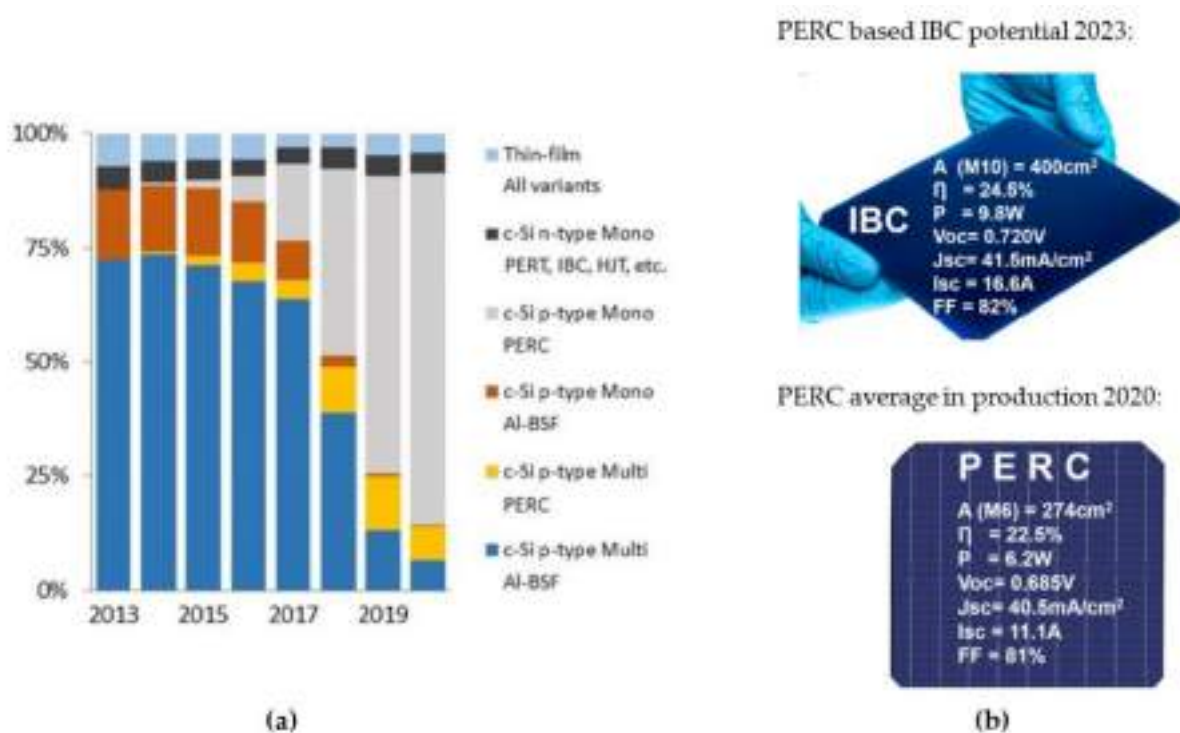 100%
75%
50%
25%
0%
2013
2015
2017
2019
Thin-film
All variants
c-Si n-type Mono
PERT, IBC, HJT, etc.
c-Si p-type Mono
PERC
c-Si p-type Mono
Al-BSF
c-Si p-type Multi
PERC
c-Si p-type Multi
Al-BSF
(a)
PERC based IBC potential 2023:
IBC
A (M10) = 400cm²
η = 24.5%
P = 9.8W
Voc= 0.720V
Jsc= 41.5mA/cm²
Isc = 16.6A
FF = 82%
PERC average in production 2020:
PERC
A (M6) = 274cm²
η = 22.5%
P = 6.2W
Voc= 0.685V
Jsc= 40.5mA/cm²
Isc = 11.1A
FF = 81%
(b)